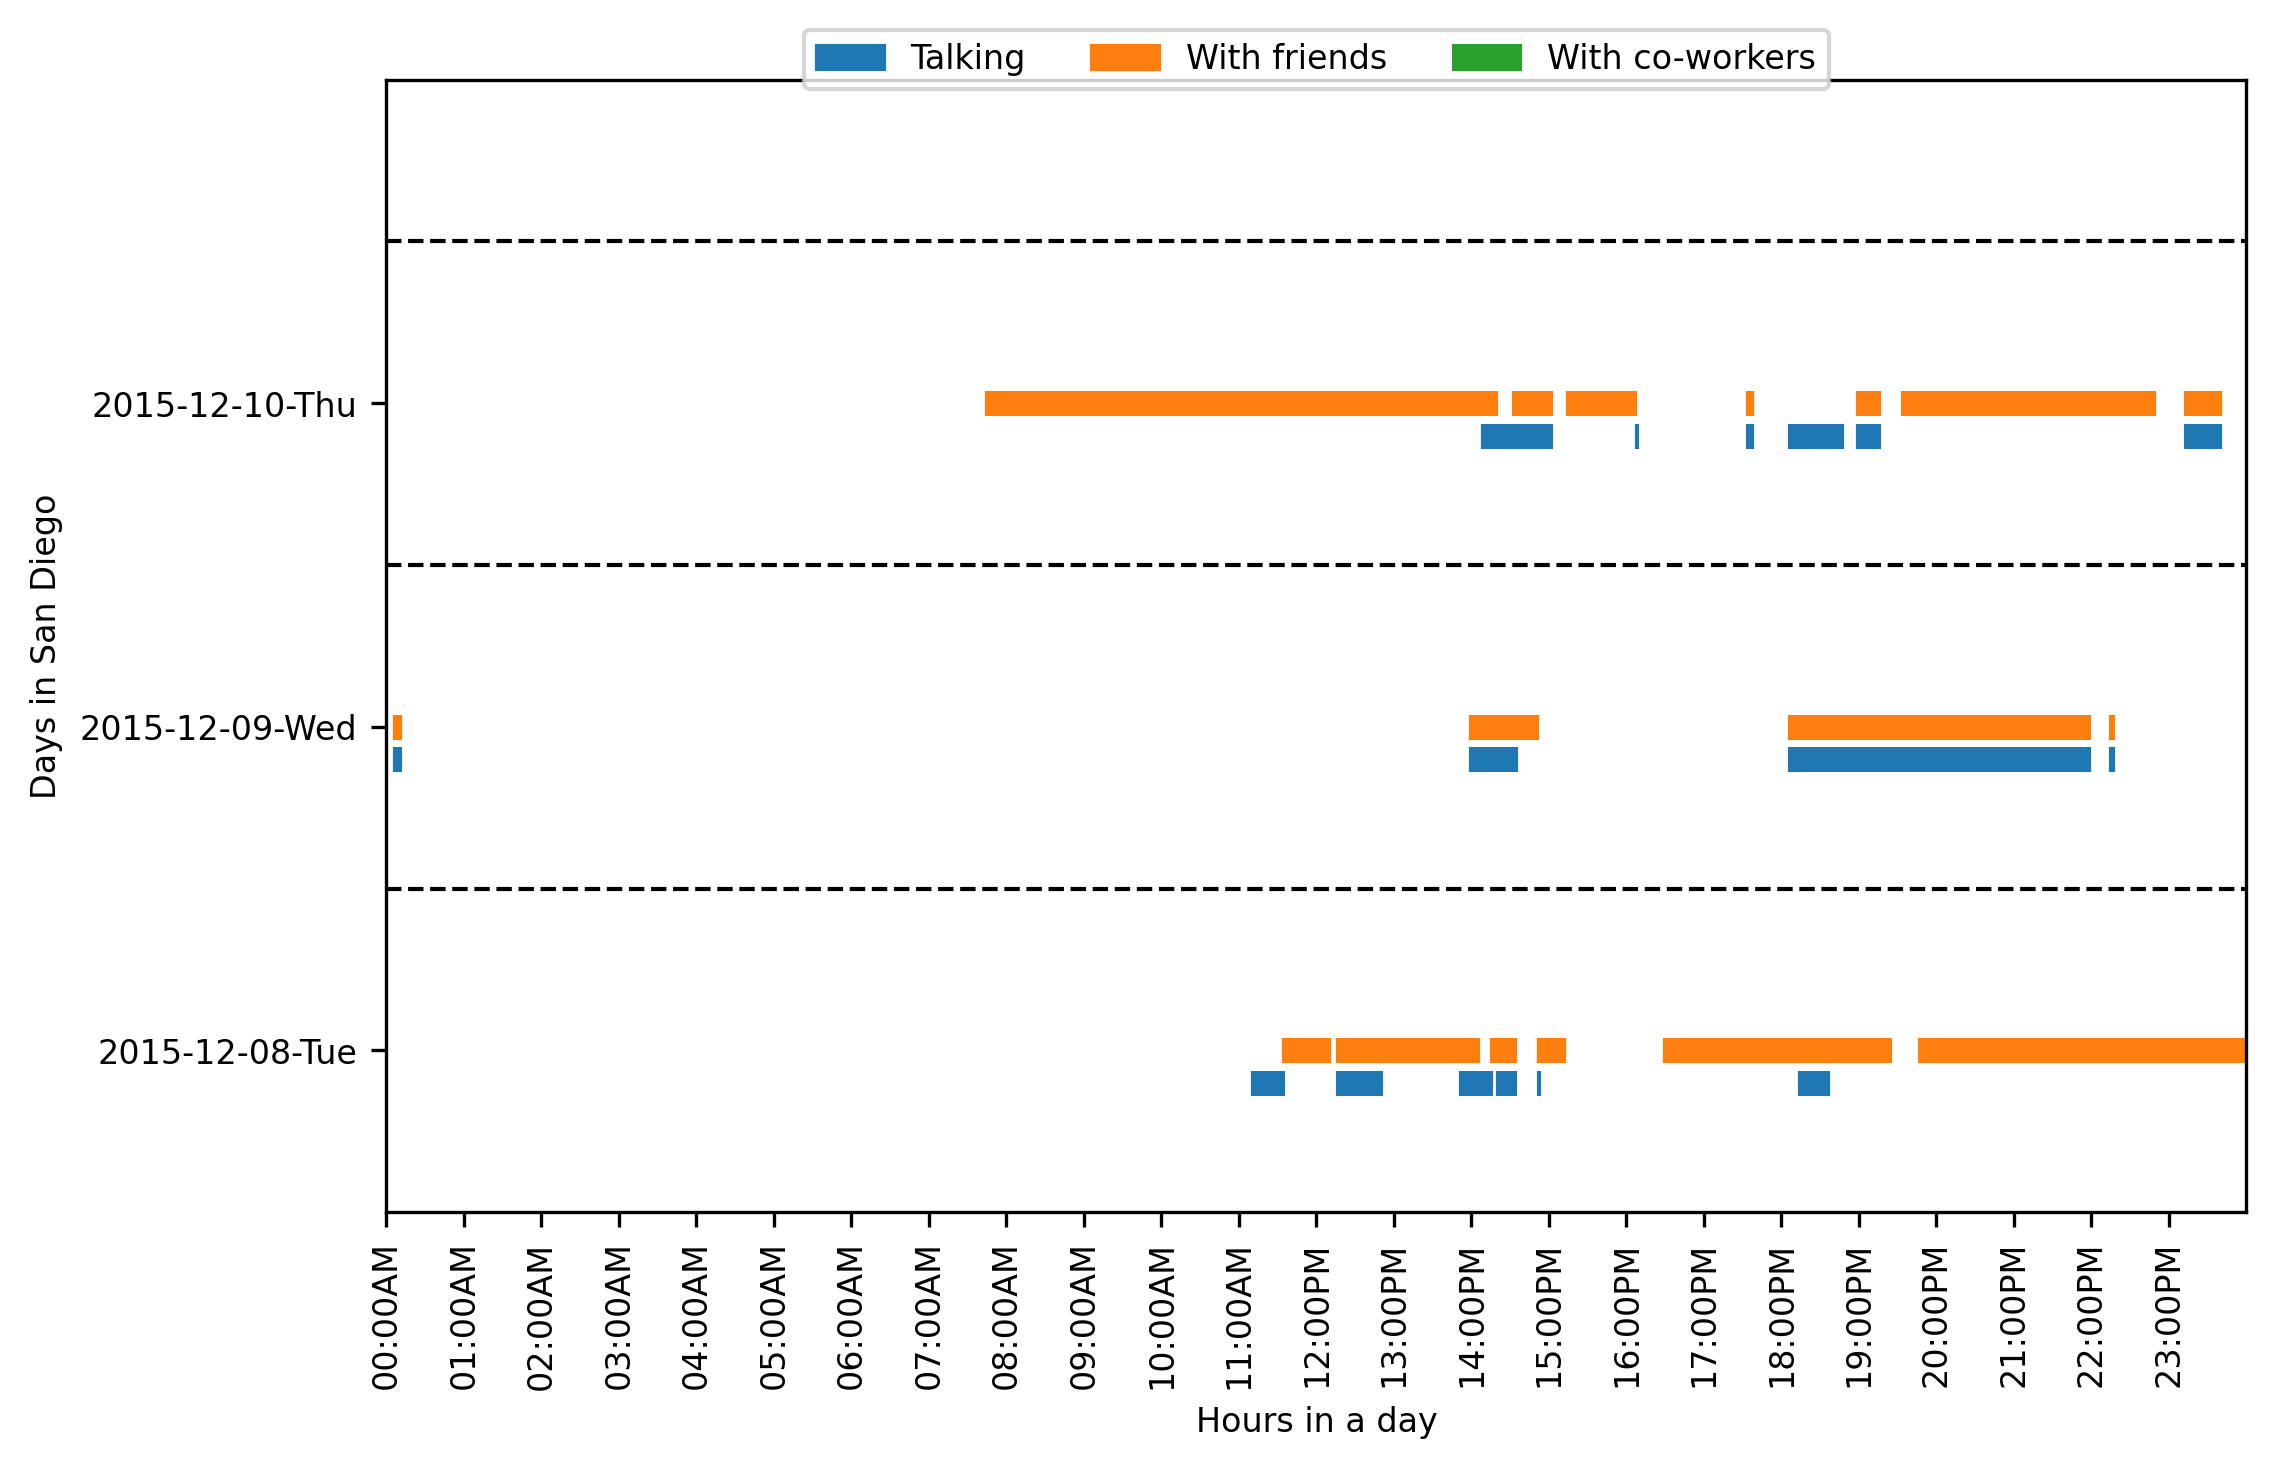 Talking With friends With co-workers
Days in San Diego
2015-12-10-Thu
2015-12-09-Wed
2015-12-08-Tue
00:00AM
01:00AM
02:00AM
03:00AM
04:00AM
05:00AM
06:00AM
07:00AM
08:00AM
09:00AM
10:00AM
11:00AM
12:00PM
13:00PM
14:00PM
15:00PM
16:00PM
17:00PM
18:00PM
19:00PM
20:00PM
21:00PM
22:00PM
23:00PM
Hours in a day